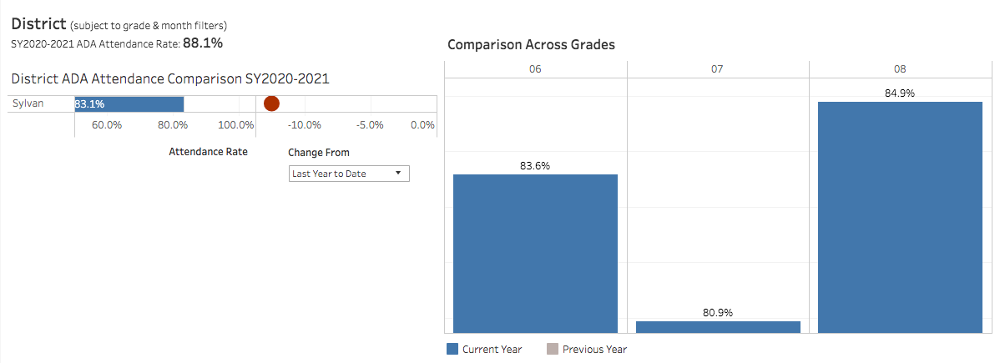 District (subject to grade & month filters)
SY2020-2021 ADA Attendance Rate: 88.1%
District ADA Attendance Comparison SY2020-2021
Sylvan 83.1%
60.0% 80.0% 100.0% -10.0% -5.0% 0.0%
Attendance Rate Change From
Last Year to Date
Comparison Across Grades
06 07 08
84.9%
83.6%
80.9%
Current Year Previous Year